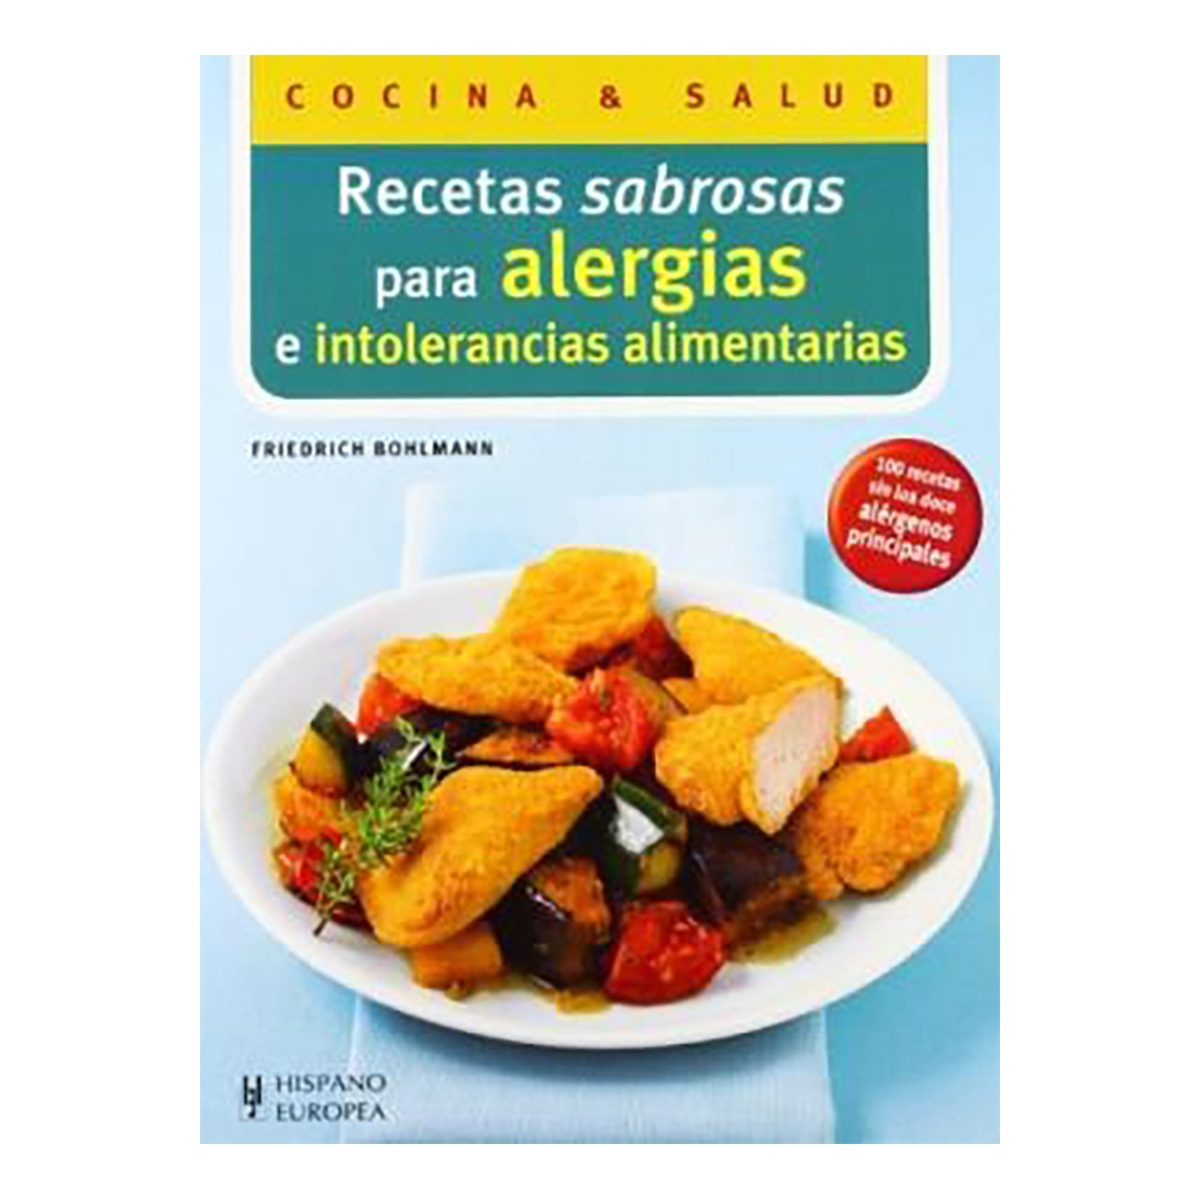 COCINA & SALUD
Recetas sabrosas
para alergias
e intolerancias alimentarias
FRIEDRICH BOHLMANN
100 recetas
sin los doce
alérgenos
principales
HISPANO
EUROPEA